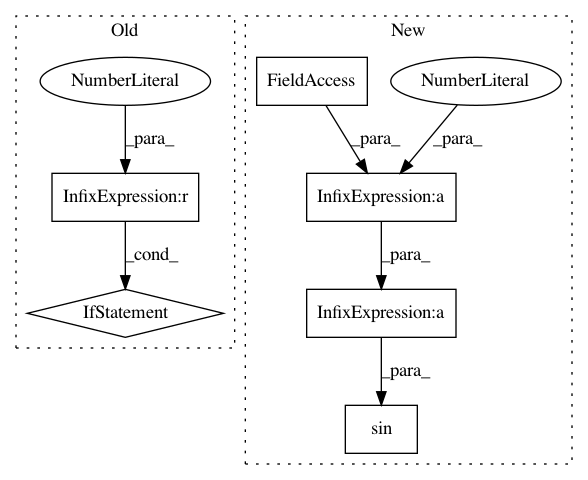 Old
New
NumberLiteral
FieldAccess
NumberLiteral
_para_
_para_
_para_
InfixExpression:r
InfixExpression:a
_cond_
_para_
IfStatement
InfixExpression:a
_para_
sin